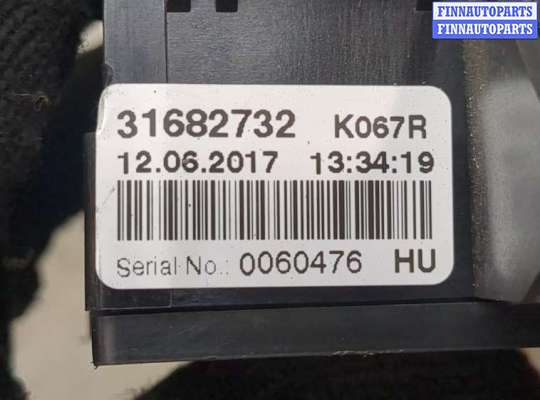 FINNAUTOPARTS
FINNAUTOPARTS
31682732 K067R
12.06.2017 13:34:19
Serial No.: 0060476 HU